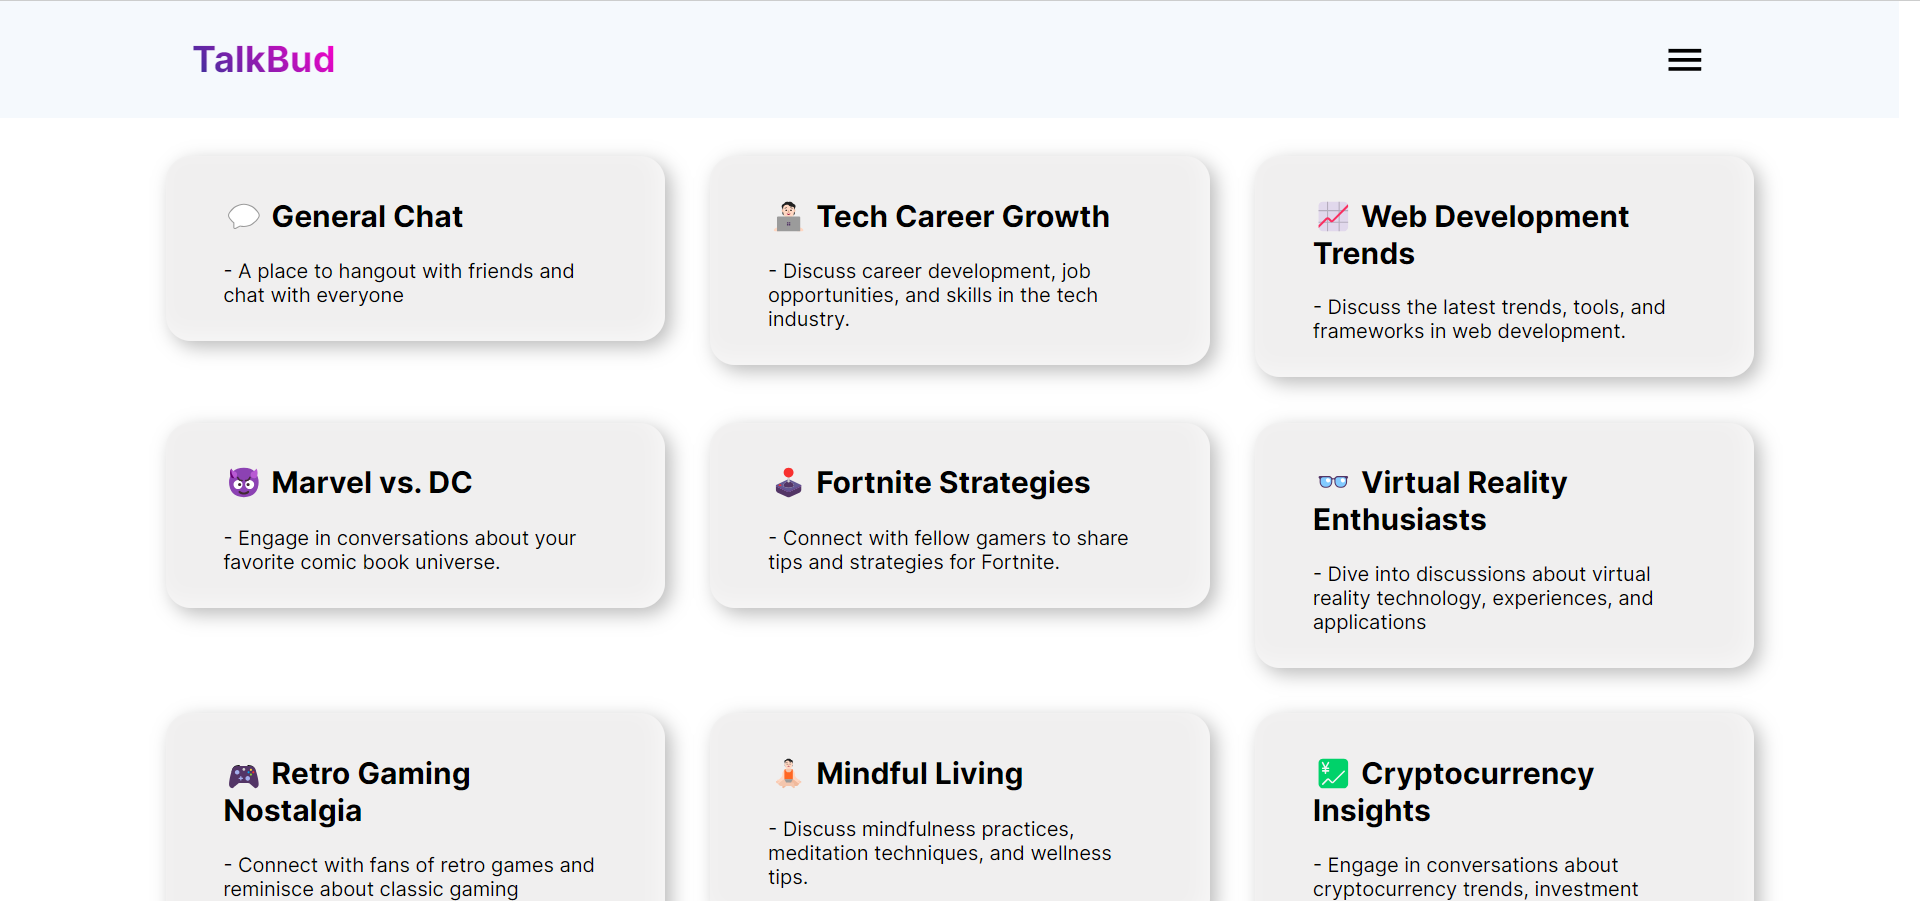 TalkBud
General Chat
- A place to hangout with friends and
chat with everyone
Tech Career Growth
- Discuss career development, job
opportunities, and skills in the tech
industry.
Web Development
Trends
- Discuss the latest trends, tools, and
frameworks in web development.
Marvel vs. DC
- Engage in conversations about your
favorite comic book universe.
Fortnite Strategies
- Connect with fellow gamers to share
tips and strategies for Fortnite.
Virtual Reality
Enthusiasts
- Dive into discussions about virtual
reality technology, experiences, and
applications
Retro Gaming
Nostalgia
- Connect with fans of retro games and
reminisce about classic gaming
Mindful Living
- Discuss mindfulness practices,
meditation techniques, and wellness
tips.
Cryptocurrency
Insights
- Engage in conversations about
cryptocurrency trends, investment